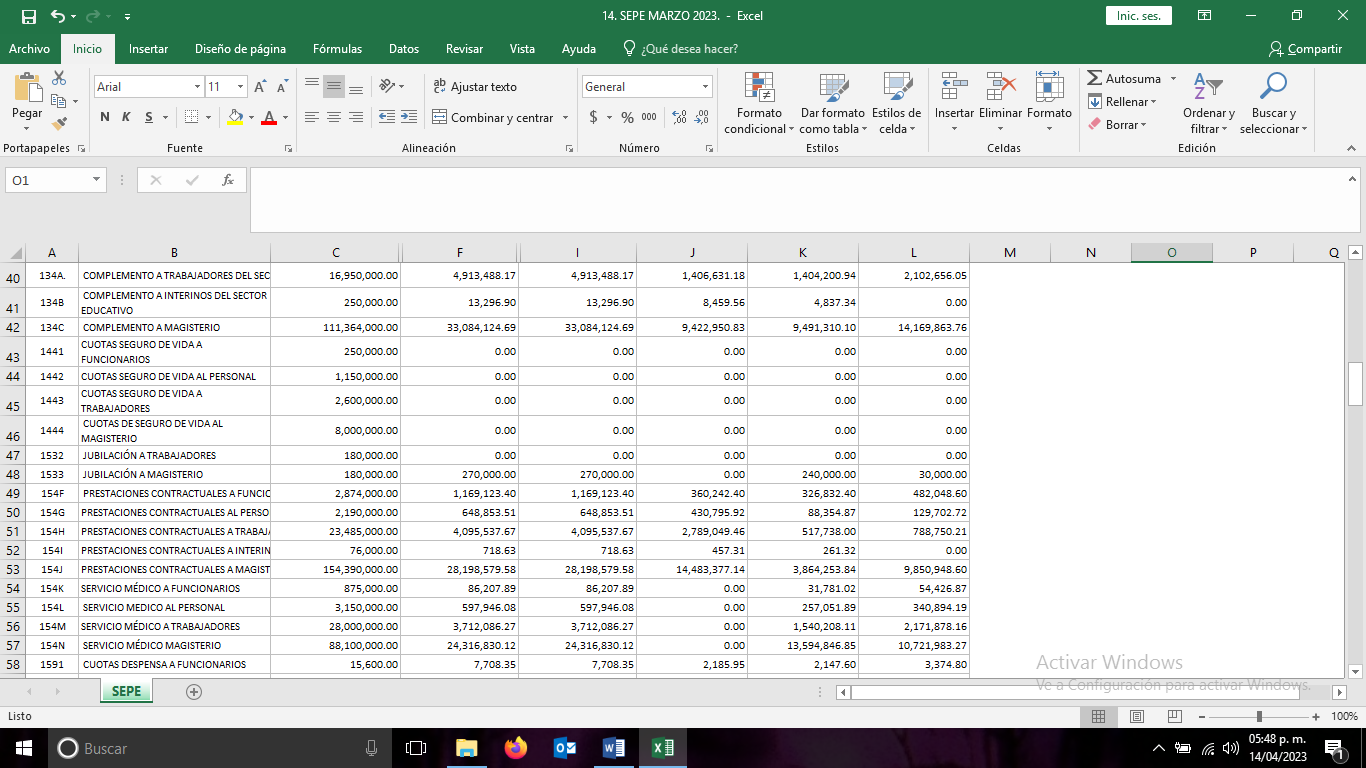 14. SEPE MARZO 2023. - Excel
Inic. ses.
Archivo Inicio Insertar Diseño de página Fórmulas Datos Revisar Vista Ayuda ¿Qué desea hacer? Compartir
Pegar
Arial 11
N K S
Ajustar texto
Combinar y centrar
General
$ % 000
Formato condicional
Dar formato como tabla
Estilos de celda
Insertar Eliminar Formato
Autosuma
Rellenar
Borrar
Ordenar y filtrar
Buscar y seleccionar
Portapapeles Fuente Alineación Número Estilos Celdas Edición
O1 fx
A B C F I J K L M N O P Q
40 134A. COMPLEMENTO A TRABAJADORES DEL SEC 16,950,000.00 4,913,488.17 4,913,488.17 1,406,631.18 1,404,200.94 2,102,656.05
41 134B COMPLEMENTO A INTERINOS DEL SECTOR EDUCATIVO 250,000.00 13,296.90 13,296.90 8,459.56 4,837.34 0.00
42 134C COMPLEMENTO A MAGISTERIO 111,364,000.00 33,084,124.69 33,084,124.69 9,422,950.83 9,491,310.10 14,169,863.76
43 1441 CUOTAS SEGURO DE VIDA A FUNCIONARIOS 250,000.00 0.00 0.00 0.00 0.00 0.00
44 1442 CUOTAS SEGURO DE VIDA AL PERSONAL 1,150,000.00 0.00 0.00 0.00 0.00 0.00
45 1443 CUOTAS SEGURO DE VIDA A TRABAJADORES 2,600,000.00 0.00 0.00 0.00 0.00 0.00
46 1444 CUOTAS DE SEGURO DE VIDA AL MAGISTERIO 8,000,000.00 0.00 0.00 0.00 0.00 0.00
47 1532 JUBILACIÓN A TRABAJADORES 180,000.00 0.00 0.00 0.00 0.00 0.00
48 1533 JUBILACIÓN A MAGISTERIO 180,000.00 270,000.00 270,000.00 0.00 240,000.00 30,000.00
49 154F PRESTACIONES CONTRACTUALES A FUNCIO 2,874,000.00 1,169,123.40 1,169,123.40 360,242.40 326,832.40 482,048.60
50 154G PRESTACIONES CONTRACTUALES AL PERSO 2,190,000.00 648,853.51 648,853.51 430,795.92 88,354.87 129,702.72
51 154H PRESTACIONES CONTRACTUALES A TRABAJ 23,485,000.00 4,095,537.67 4,095,537.67 2,789,049.46 517,738.00 788,750.21
52 154I PRESTACIONES CONTRACTUALES A INTERIN 76,000.00 718.63 718.63 457.31 261.32 0.00
53 154J PRESTACIONES CONTRACTUALES A MAGIST 154,390,000.00 28,198,579.58 28,198,579.58 14,483,377.14 3,864,253.84 9,850,948.60
54 154K SERVICIO MÉDICO A FUNCIONARIOS 875,000.00 86,207.89 86,207.89 0.00 31,781.02 54,426.87
55 154L SERVICIO MEDICO AL PERSONAL 3,150,000.00 597,946.08 597,946.08 0.00 257,051.89 340,894.19
56 154M SERVICIO MÉDICO A TRABAJADORES 28,000,000.00 3,712,086.27 3,712,086.27 0.00 1,540,208.11 2,171,878.16
57 154N SERVICIO MÉDICO MAGISTERIO 88,100,000.00 24,316,830.12 24,316,830.12 0.00 13,594,846.85 10,721,983.27
58 1591 CUOTAS DESPENSA A FUNCIONARIOS 15,600.00 7,708.35 7,708.35 2,185.95 2,147.60 3,374.80
Activar Windows
Ve a Configuración para activar Windows.
SEPE
Listo 100%
Buscar
05:48 p. m.
14/04/2023
1